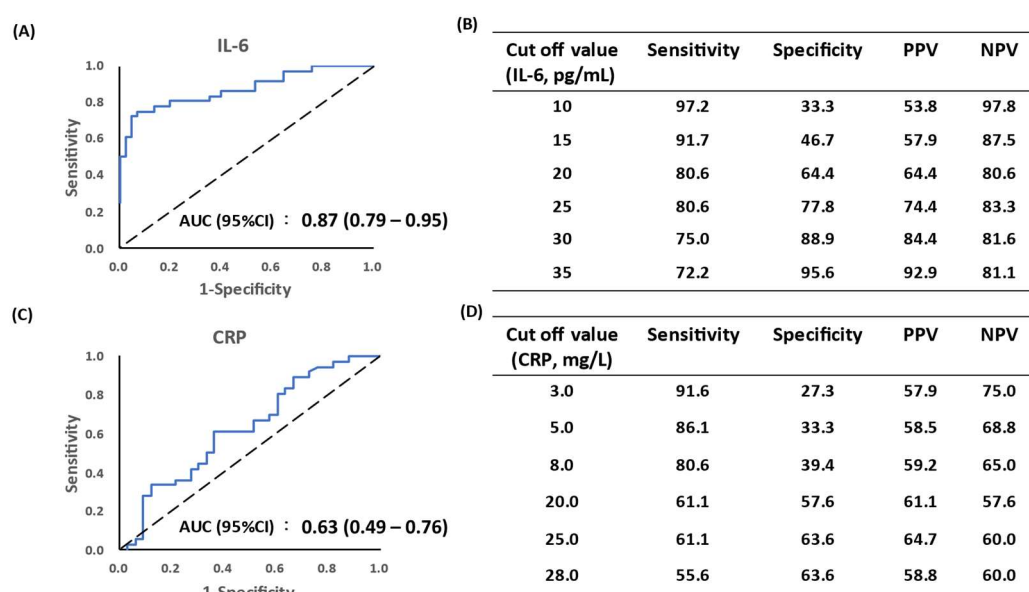 (A)
IL-6
1.0
0.8
0.6
0.4
0.2
0.0
Sensitivity
AUC (95%CI) : 0.87 (0.79 – 0.95)
0.0 0.2 0.4 0.6 0.8 1.0
1-Specificity
(B)
Cut off value Sensitivity Specificity PPV NPV
(IL-6, pg/mL)
10 97.2 33.3 53.8 97.8
15 91.7 46.7 57.9 87.5
20 80.6 64.4 64.4 80.6
25 80.6 77.8 74.4 83.3
30 75.0 88.9 84.4 81.6
35 72.2 95.6 92.9 81.1
(C)
CRP
1.0
0.8
0.6
0.4
0.2
0.0
Sensitivity
AUC (95%CI) : 0.63 (0.49 – 0.76)
0.0 0.2 0.4 0.6 0.8 1.0
1-Specificity
(D)
Cut off value Sensitivity Specificity PPV NPV
(CRP, mg/L)
3.0 91.6 27.3 57.9 75.0
5.0 86.1 33.3 58.5 68.8
8.0 80.6 39.4 59.2 65.0
20.0 61.1 57.6 61.1 57.6
25.0 61.1 63.6 64.7 60.0
28.0 55.6 63.6 58.8 60.0